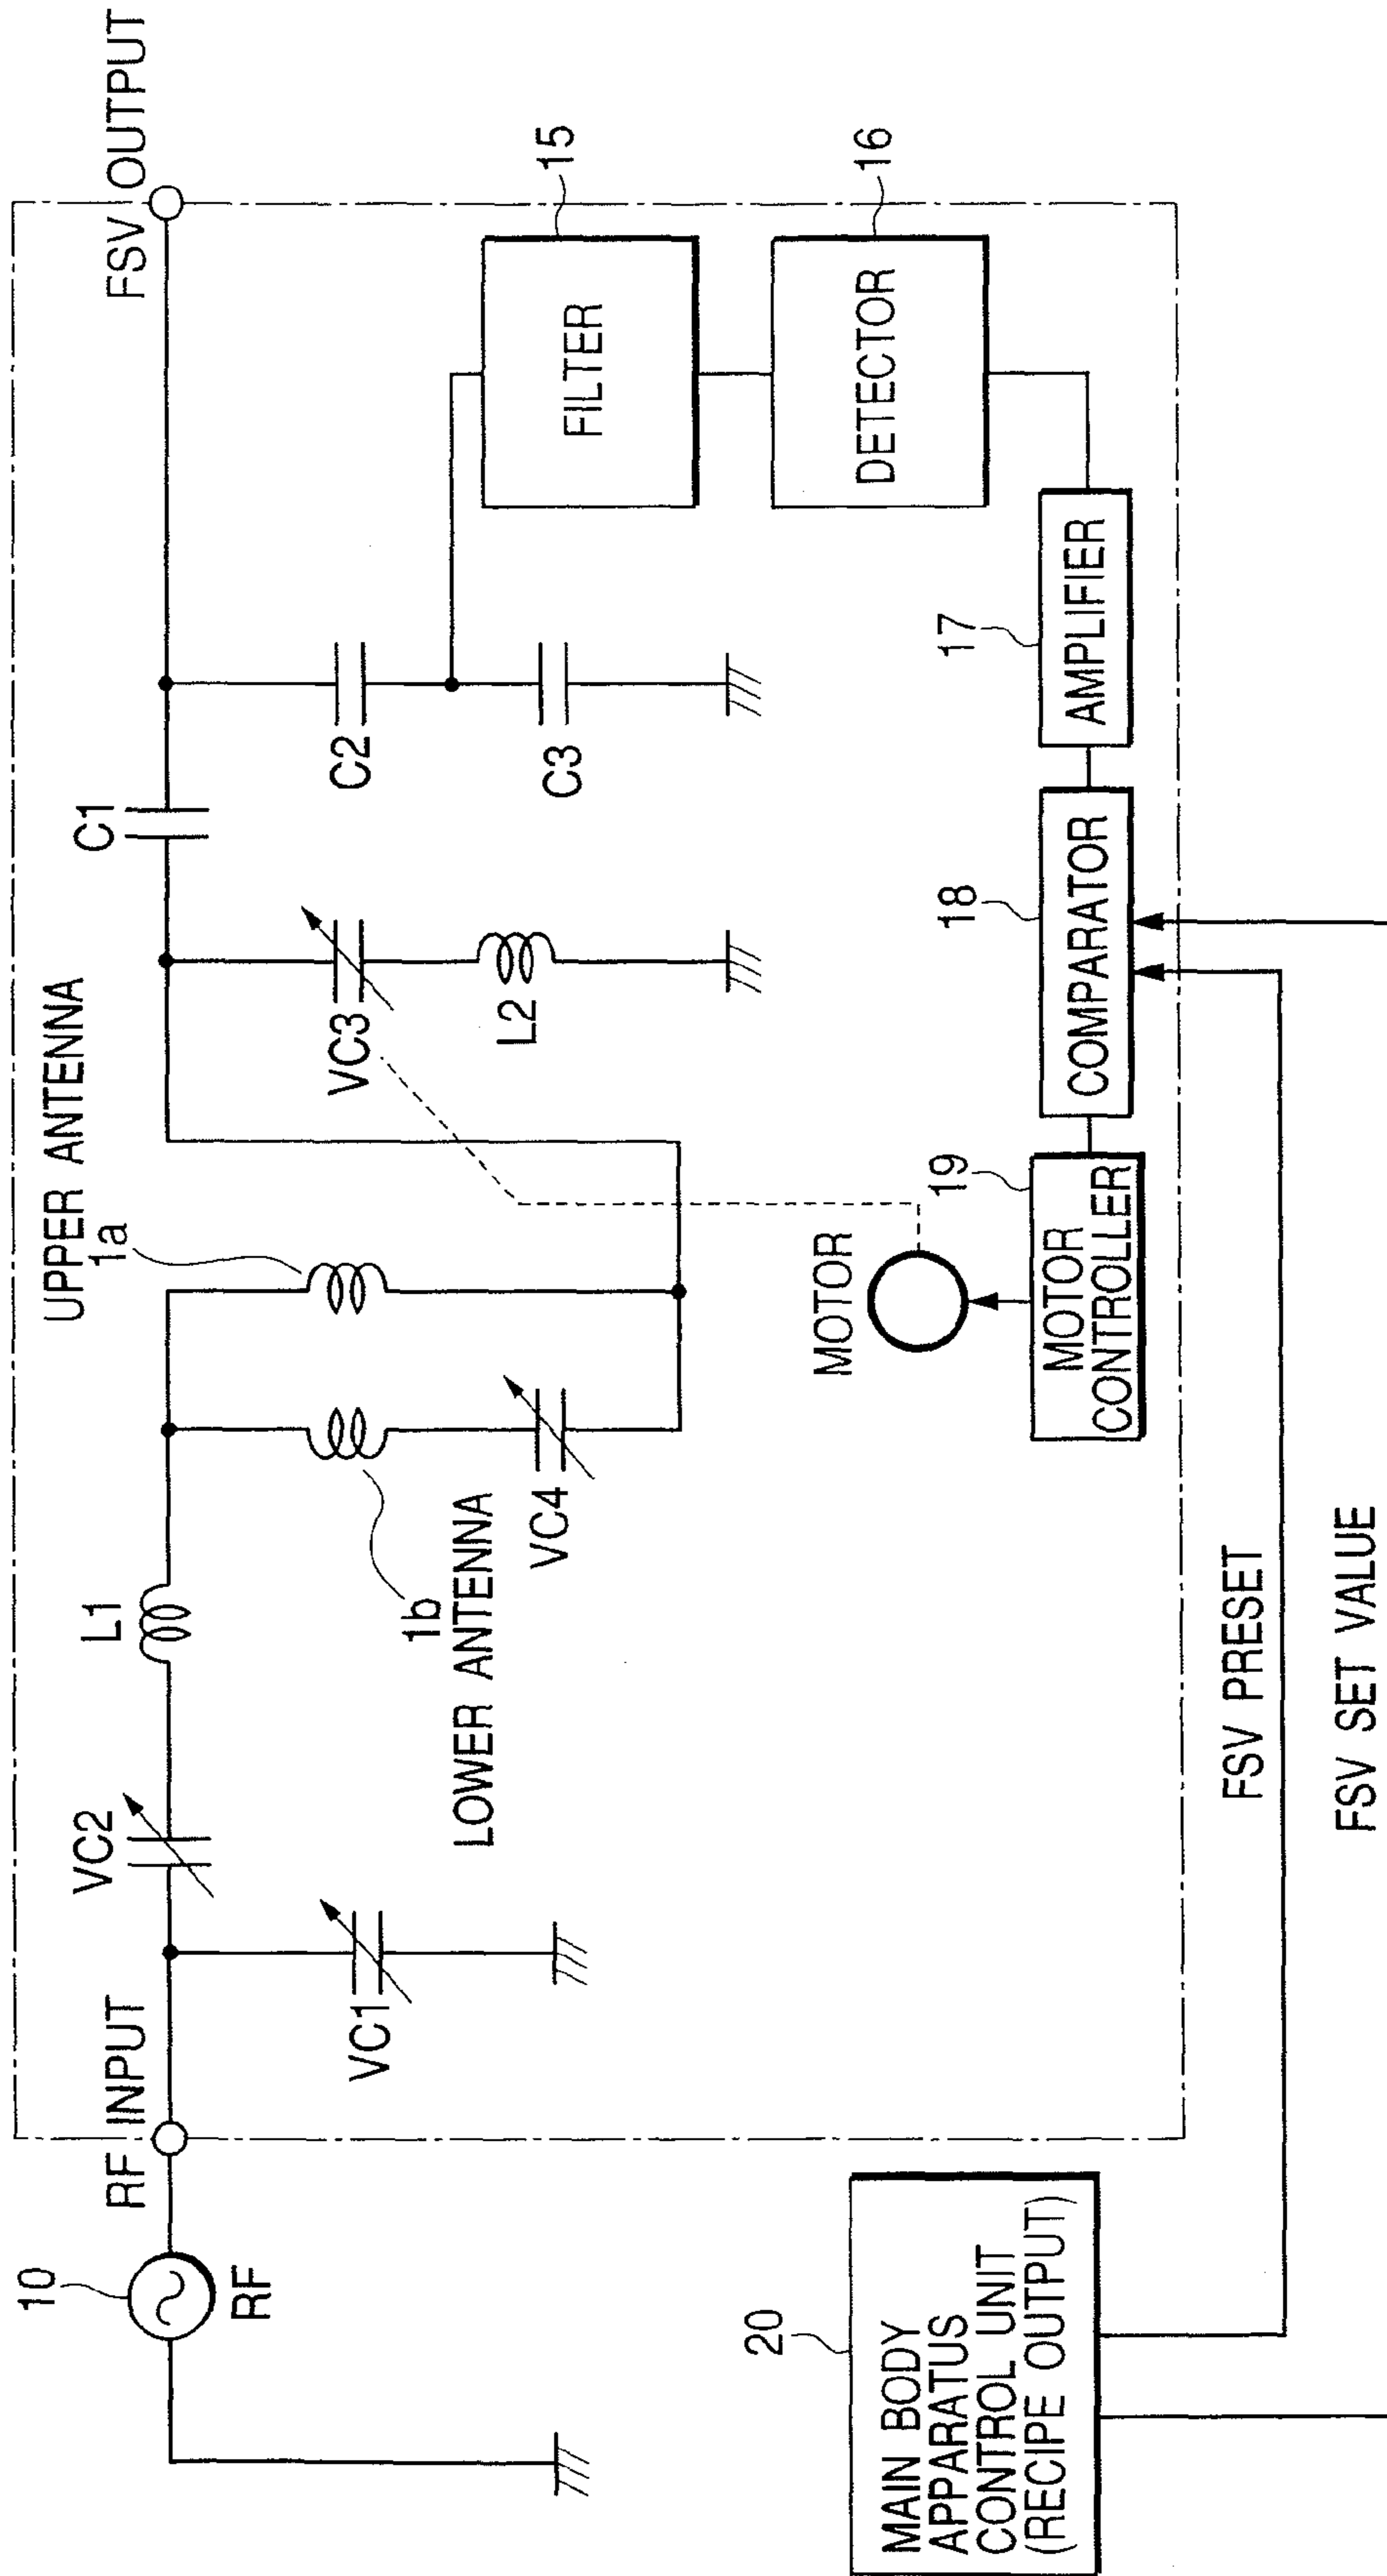 UPPER ANTENNA
1a
FSV OUTPUT
RF INPUT
10
RF
VC2
L1
C1
VC1
1b
LOWER ANTENNA
VC4
VC3
L2
C2
C3
FILTER
15
DETECTOR
16
MOTOR
19
MOTOR
CONTROLLER
18
COMPARATOR
17
AMPLIFIER
20
MAIN BODY
APPARATUS
CONTROL UNIT
(RECIPE OUTPUT)
FSV PRESET
FSV SET VALUE